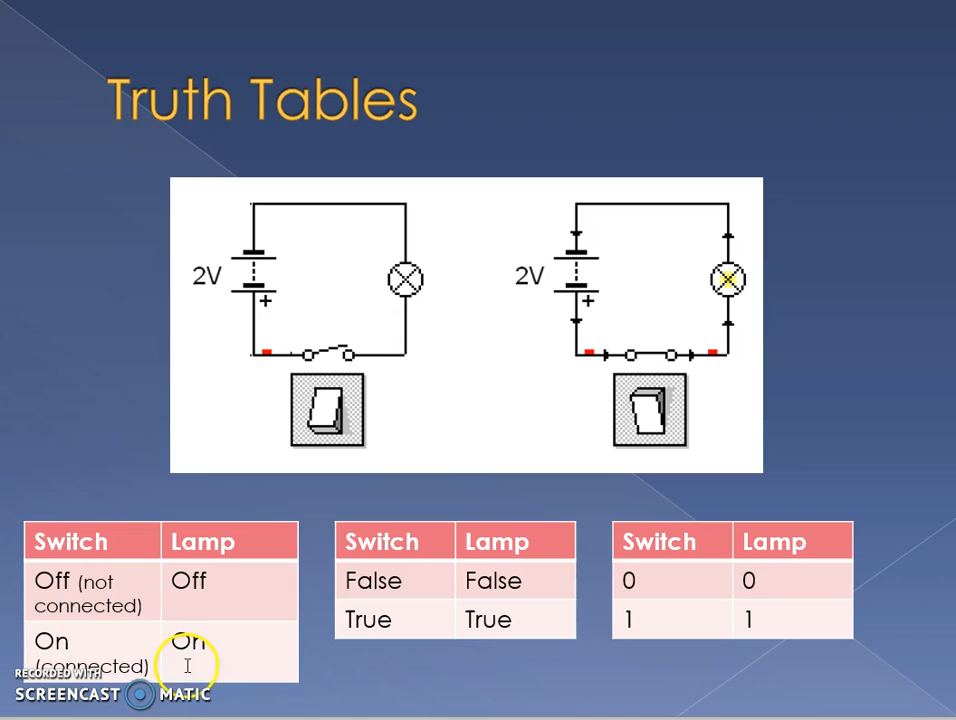 Truth Tables
2V
+
2V
+
Switch Lamp
Off (not connected) Off
On (connected) On
Switch Lamp
False False
True True
Switch Lamp
0 0
1 1
RECORDED WITH
SCREENCAST MATIC